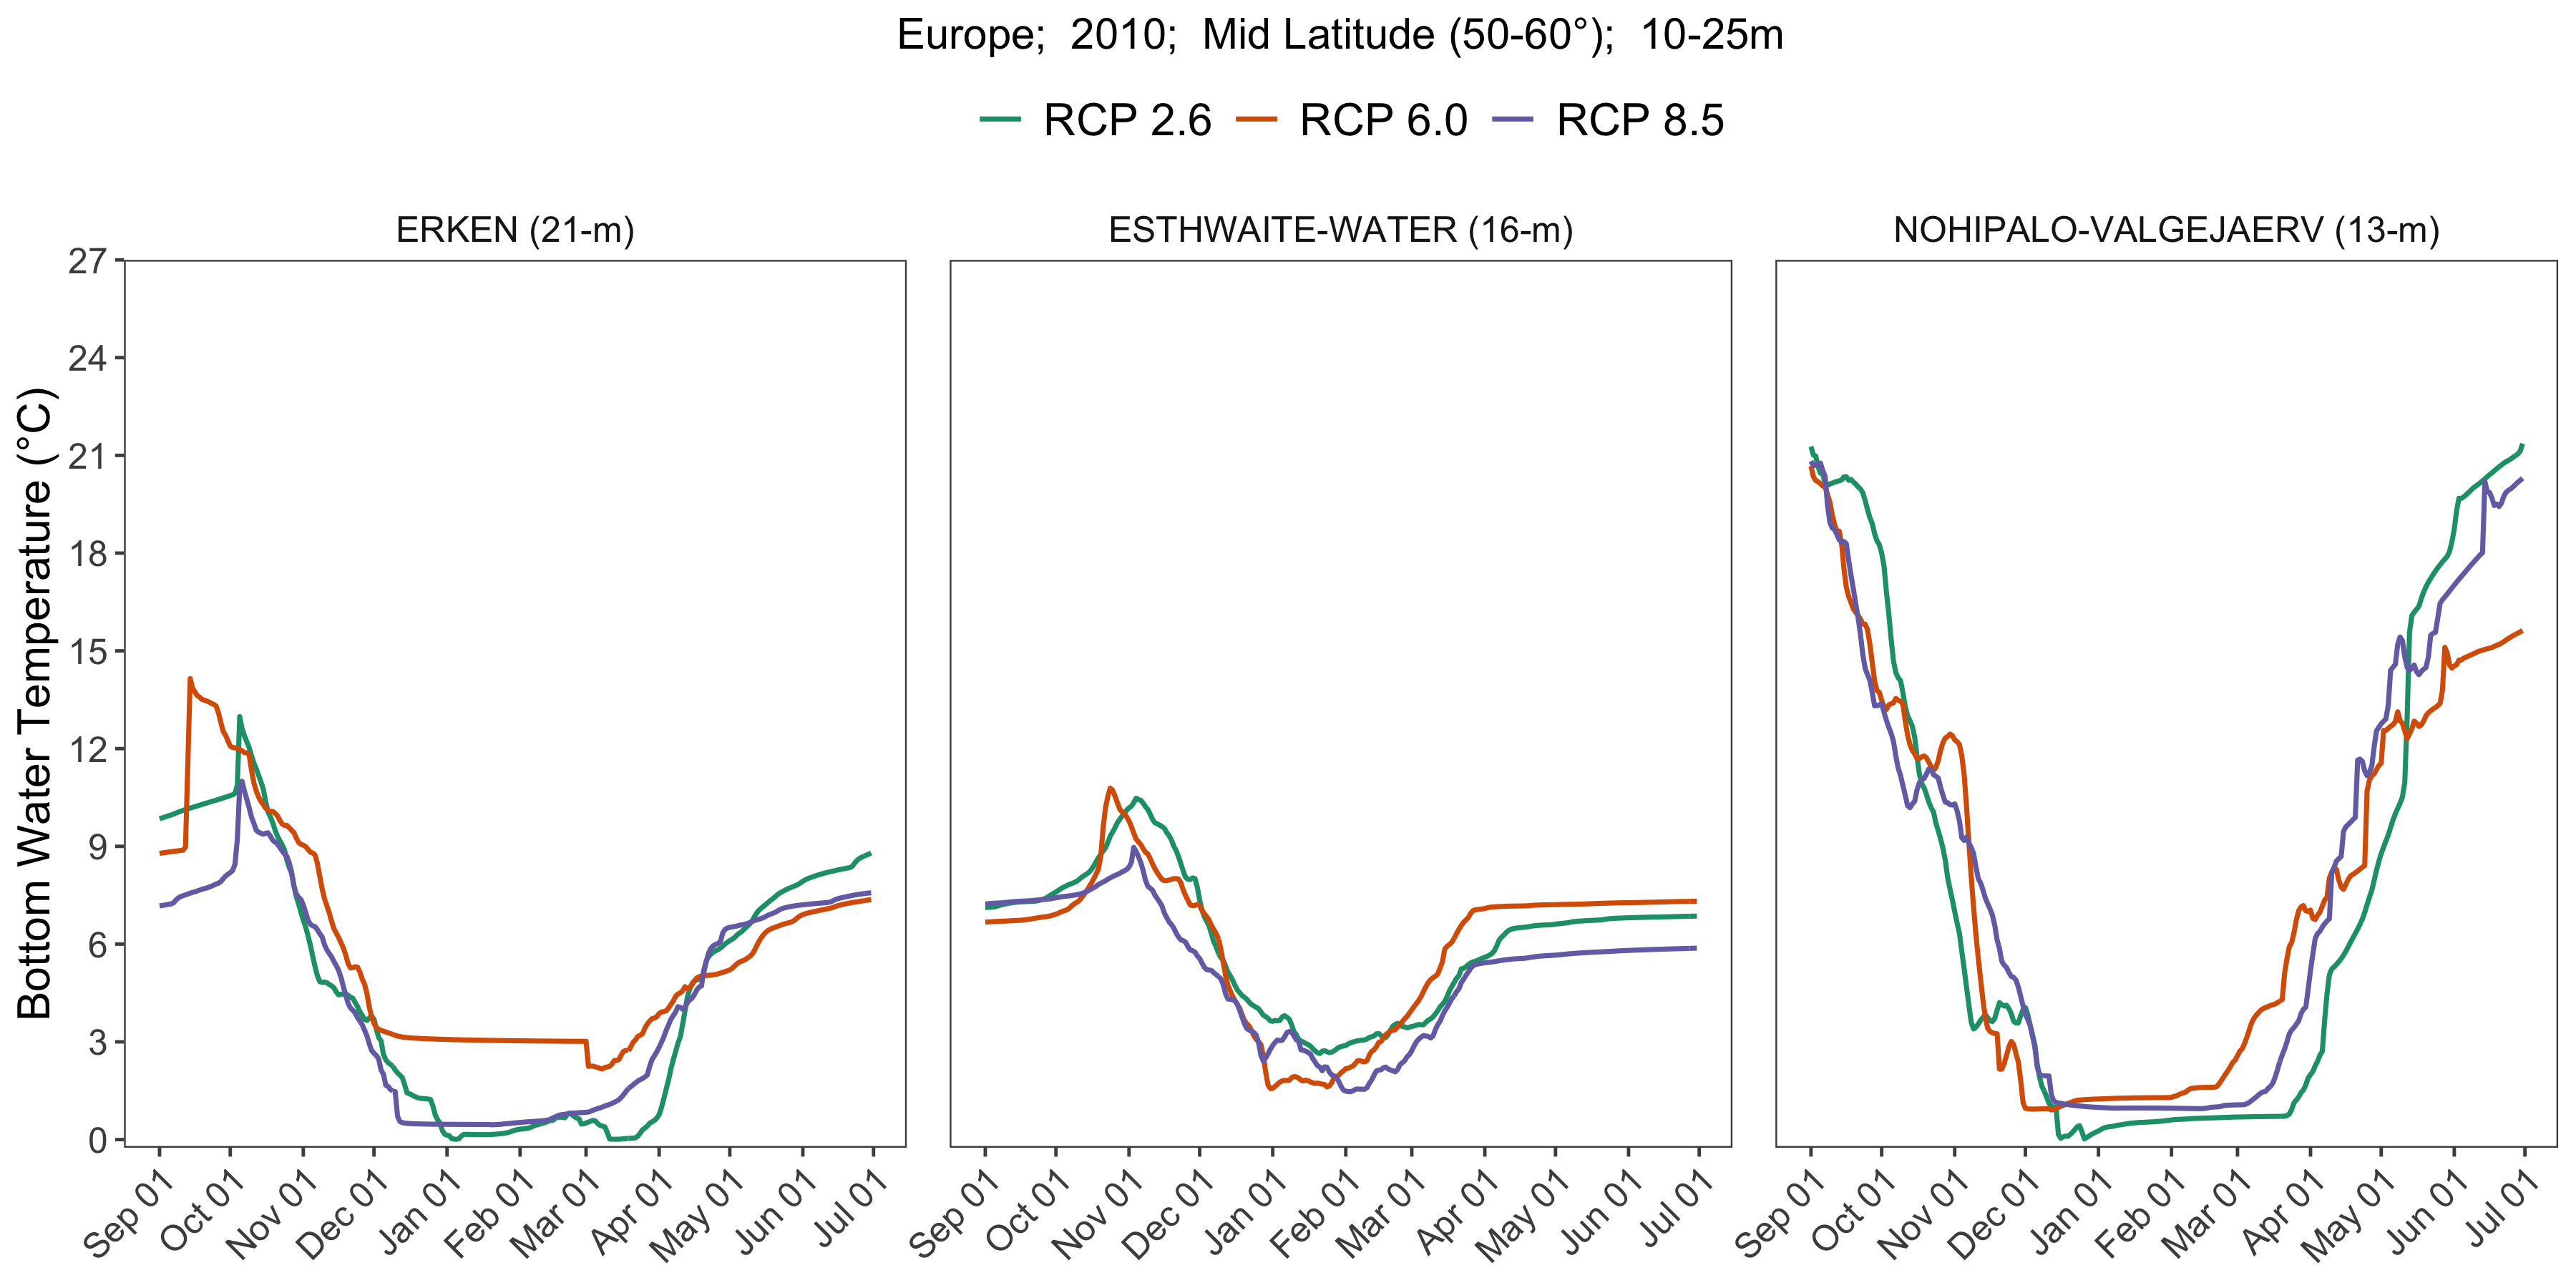 Europe;  2010;  Mid Latitude (50-60°);  10-25m
RCP 2.6 RCP 6.0 RCP 8.5
ERKEN (21-m) ESTHWAITE-WATER (16-m) NOHIPALO-VALGEJAERV (13-m)
Bottom Water Temperature (°C)
27
24
21
18
15
12
9
6
3
0
Sep 01 Oct 01 Nov 01 Dec 01 Jan 01 Feb 01 Mar 01 Apr 01 May 01 Jun 01 Jul 01 Sep 01 Oct 01 Nov 01 Dec 01 Jan 01 Feb 01 Mar 01 Apr 01 May 01 Jun 01 Jul 01 Sep 01 Oct 01 Nov 01 Dec 01 Jan 01 Feb 01 Mar 01 Apr 01 May 01 Jun 01 Jul 01